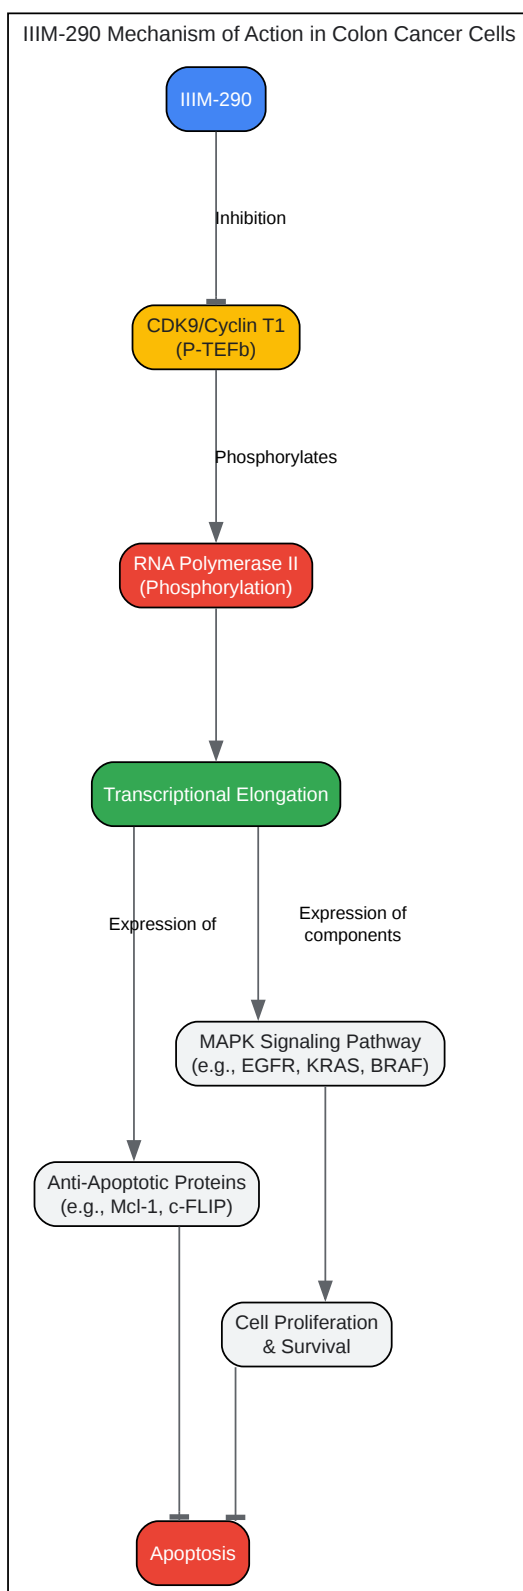 IIIM-290 Mechanism of Action in Colon Cancer Cells
IIIM-290
Inhibition
CDK9/Cyclin T1
(P-TEFb)
Phosphorylates
RNA Polymerase II
(Phosphorylation)
Transcriptional Elongation
Expression of
Expression of
components
MAPK Signaling Pathway
(e.g., EGFR, KRAS, BRAF)
Anti-Apoptotic Proteins
(e.g., Mcl-1, c-FLIP)
Cell Proliferation
& Survival
Apoptosis